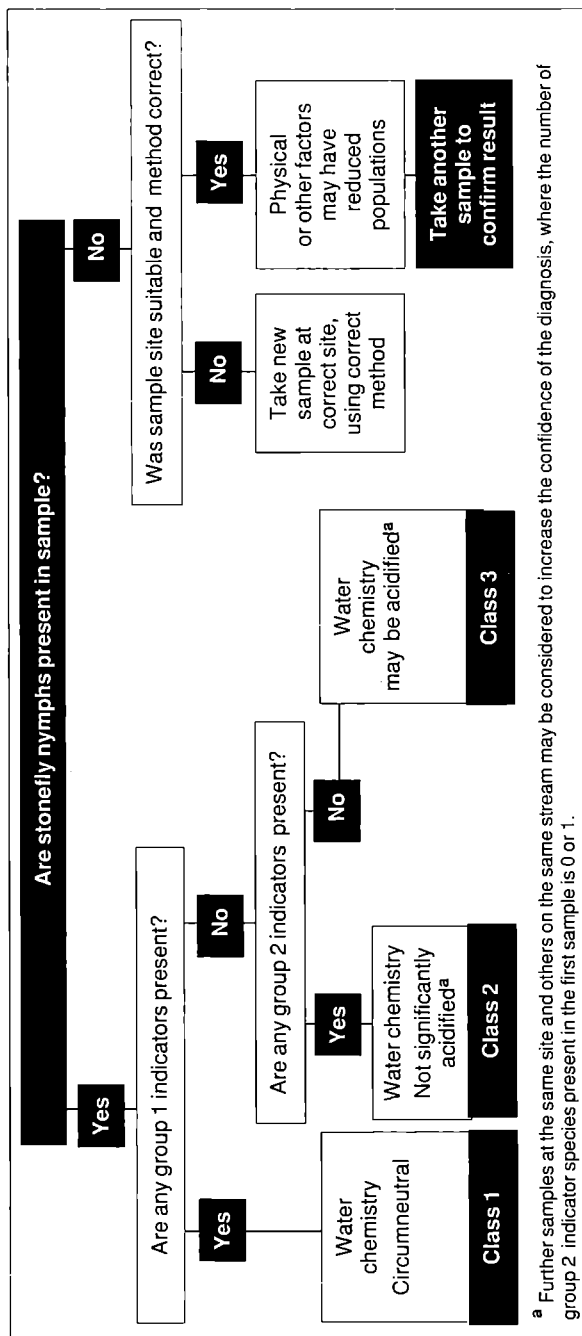 Are stonefly nymphs present in sample?
Yes
No
Are any group 1 indicators present?
Was sample site suitable and method correct?
Yes
No
No
Yes
Are any group 2 indicators present?
Take new
sample at
correct site,
using correct
method
Physical
or other factors
may have
reduced
populations
Yes
No
Take another
sample to
confirm result
Water
chemistry
Circumneutral
Water chemistry
Not significantly
acidifiedᵃ
Water
chemistry
may be acidifiedᵃ
Class 1
Class 2
Class 3
ᵃ Further samples at the same site and others on the same stream may be considered to increase the confidence of the diagnosis, where the number of
group 2 indicator species present in the first sample is 0 or 1.